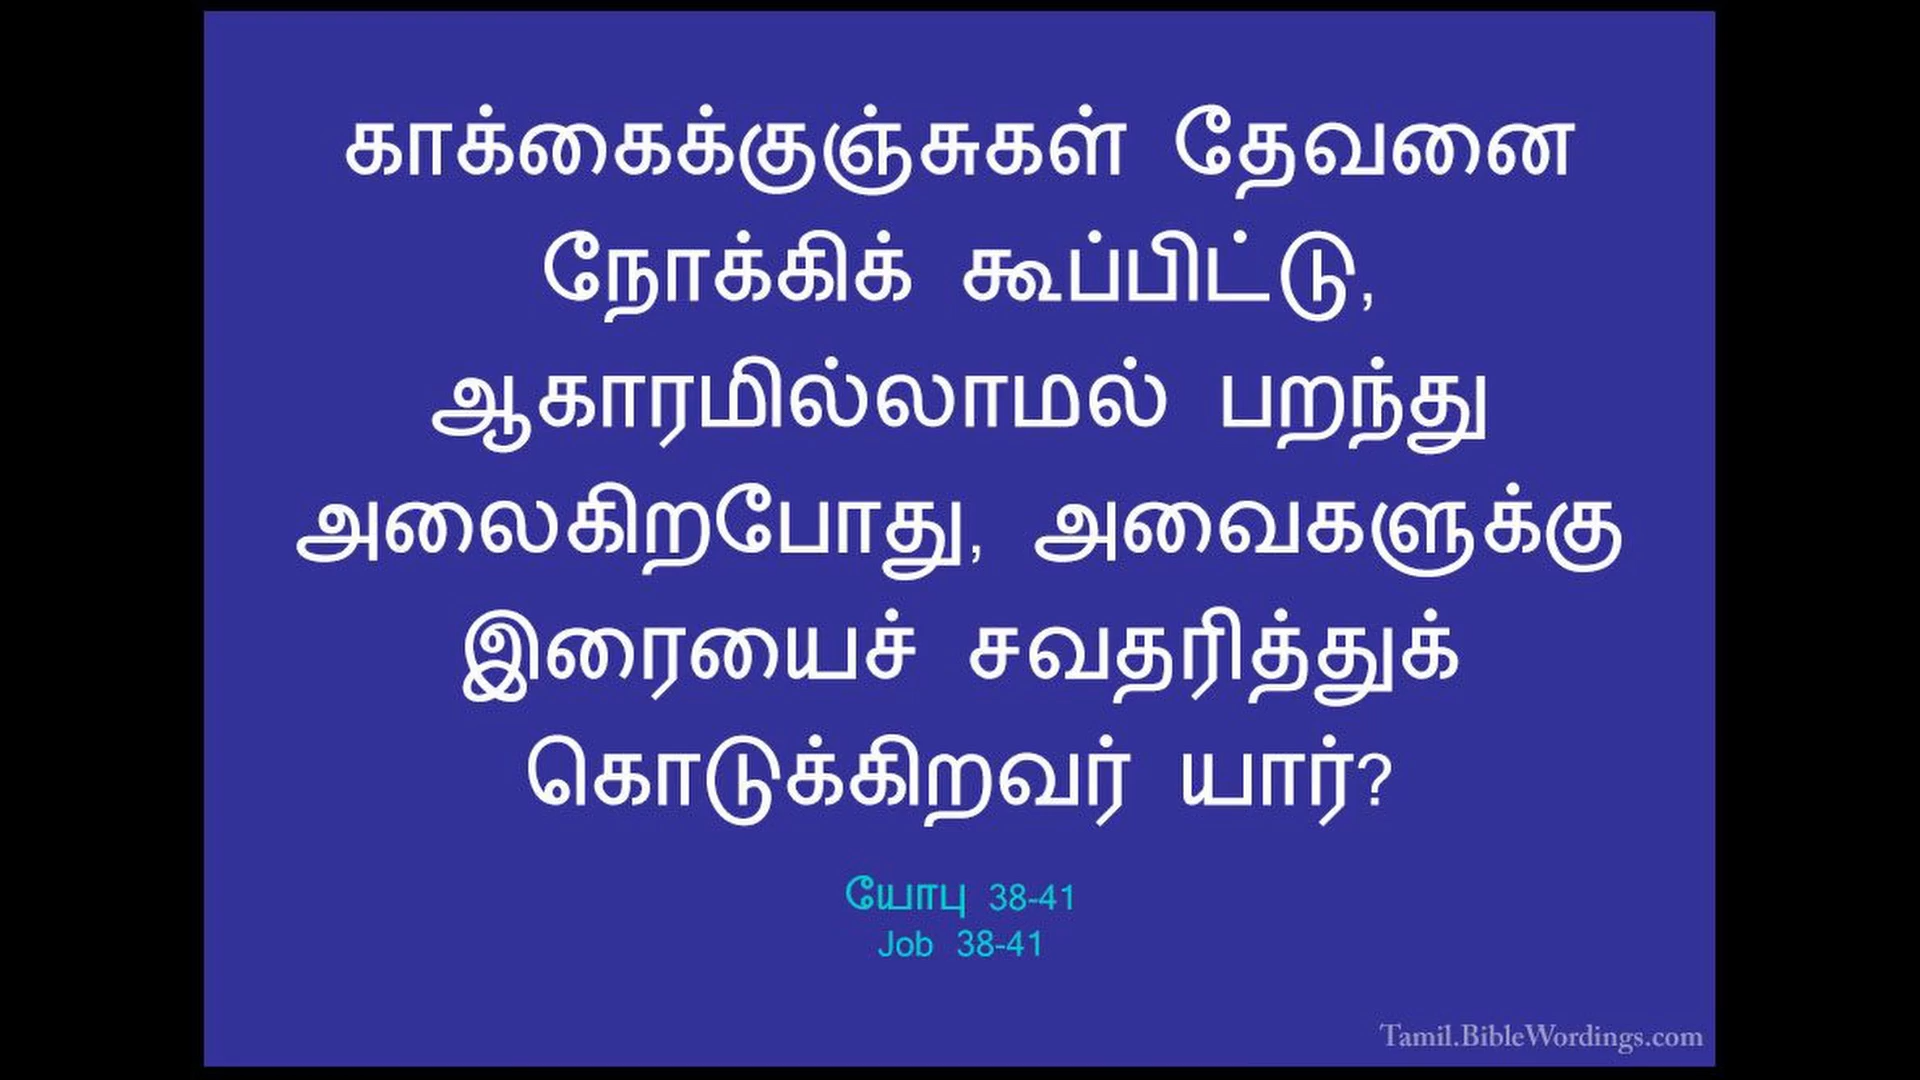 காக்கைக்குஞ்சுகள் தேவனை
நோக்கிக் கூப்பிட்டு,
ஆகாரமில்லாமல் பறந்து
அலைகிறபோது, அவைகளுக்கு
இரையைச் சவதரித்துக்
கொடுக்கிறவர் யார்?
யோபு 38-41
Job 38-41
Tamil.BibleWordings.com